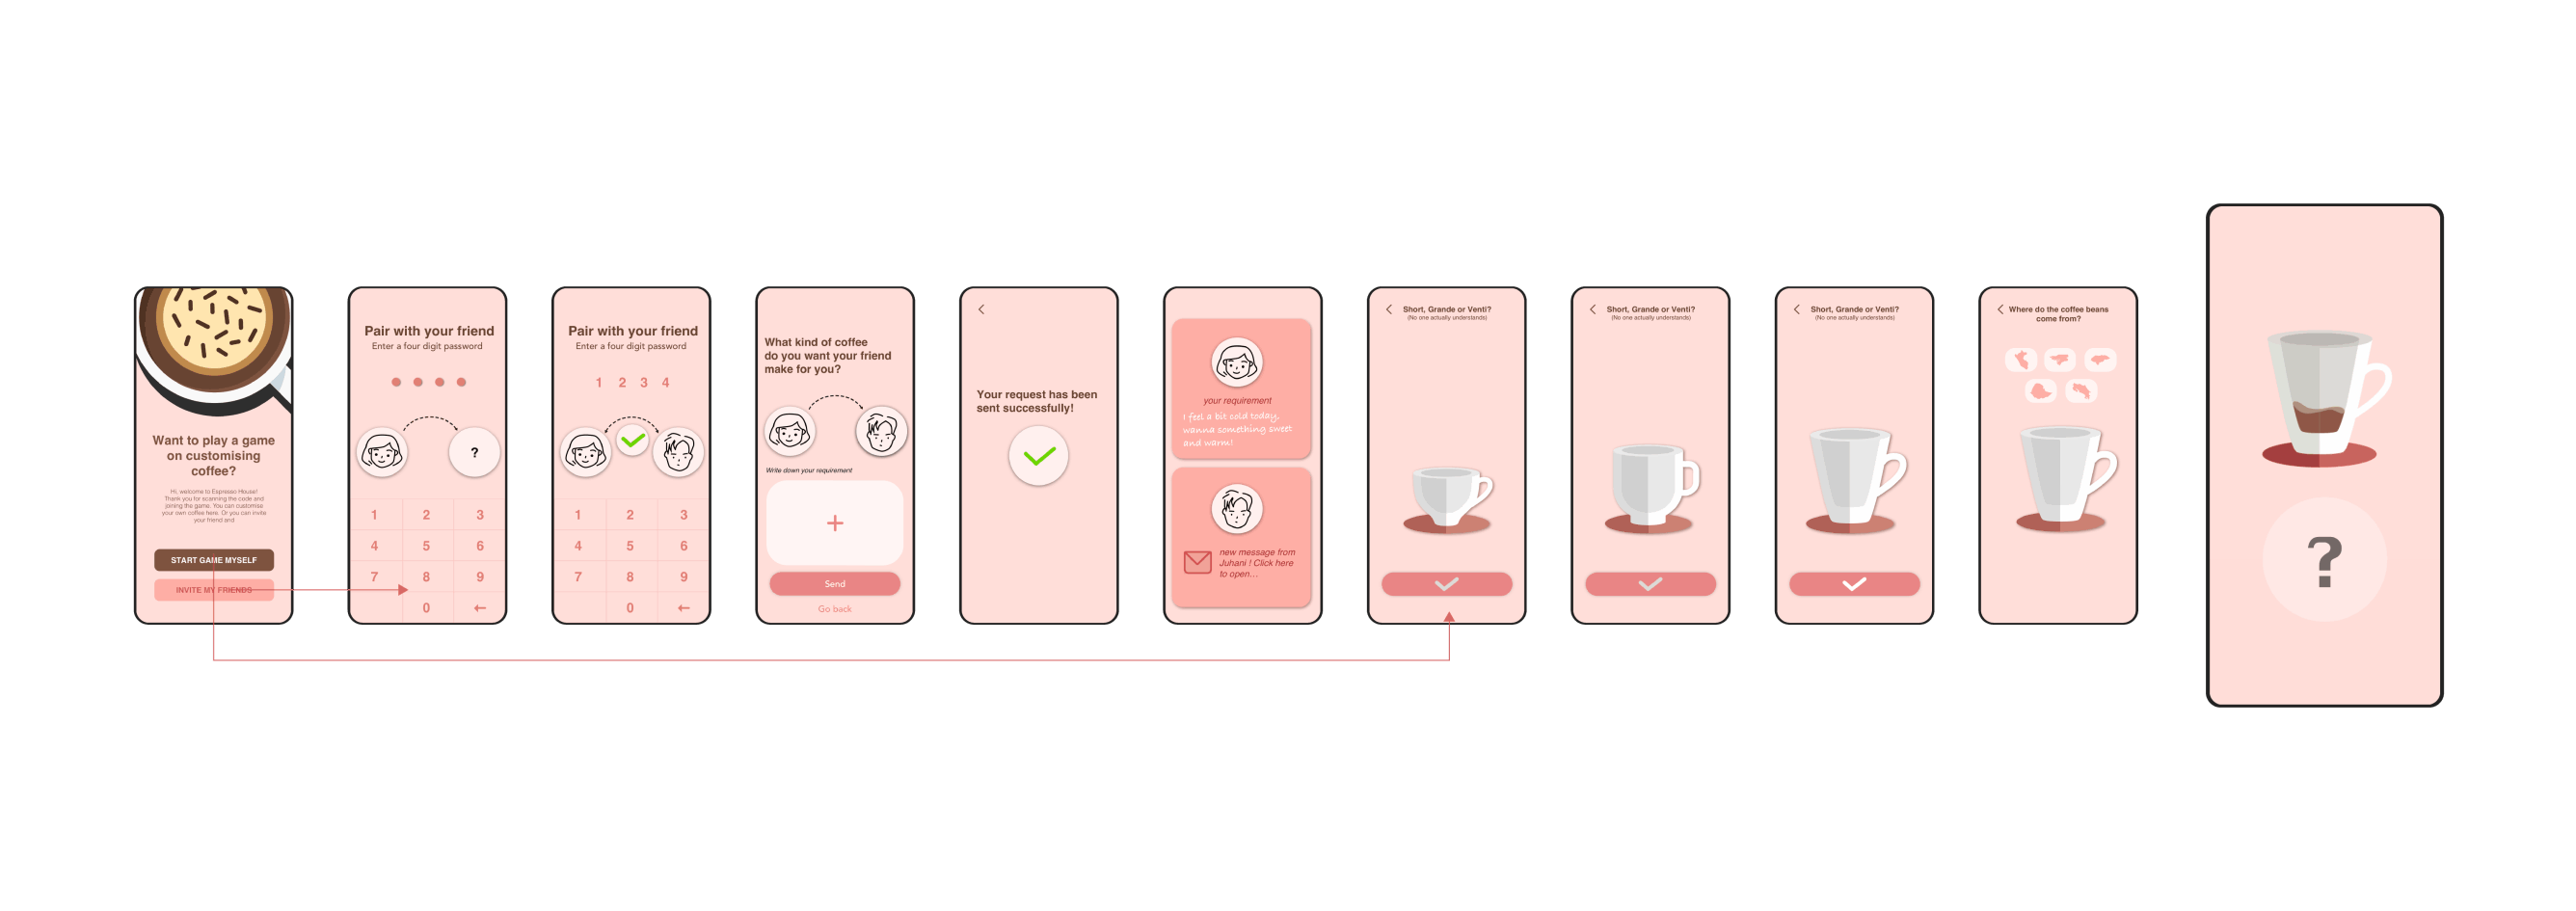 Want to play a game
on customising
coffee?
Hi, welcome to Espresso House!
Thank you for scanning the code and
joining the game. You can customise
your own coffee here. Or you can invite
your friend and
START GAME MYSELF
INVITE MY FRIENDS
Pair with your friend
Enter a four digit password
?
1 2 3
4 5 6
7 8 9
0 ←
Pair with your friend
Enter a four digit password
1 2 3 4
1 2 3
4 5 6
7 8 9
0 ←
What kind of coffee
do you want your friend
make for you?
Write down your requirement
+
Send
Go back
Your request has been
sent successfully!
your requirement
I feel a bit cold today,
wanna something sweet
and warm!
new message from
Juhani ! Click here
to open...
Short, Grande or Venti?
(No one actually understands)
Short, Grande or Venti?
(No one actually understands)
Short, Grande or Venti?
(No one actually understands)
Where do the coffee beans
come from?
?